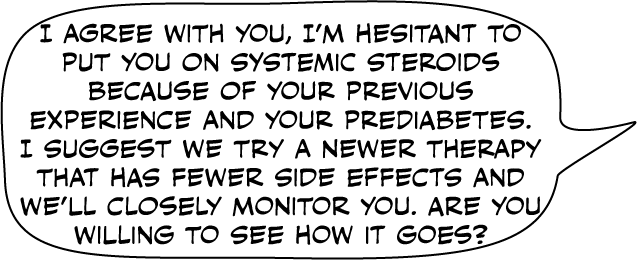 I AGREE WITH YOU, I'M HESITANT TO
PUT YOU ON SYSTEMIC STEROIDS
BECAUSE OF YOUR PREVIOUS
EXPERIENCE AND YOUR PREDIABETES.
I SUGGEST WE TRY A NEWER THERAPY
THAT HAS FEWER SIDE EFFECTS AND
WE'LL CLOSELY MONITOR YOU. ARE YOU
WILLING TO SEE HOW IT GOES?